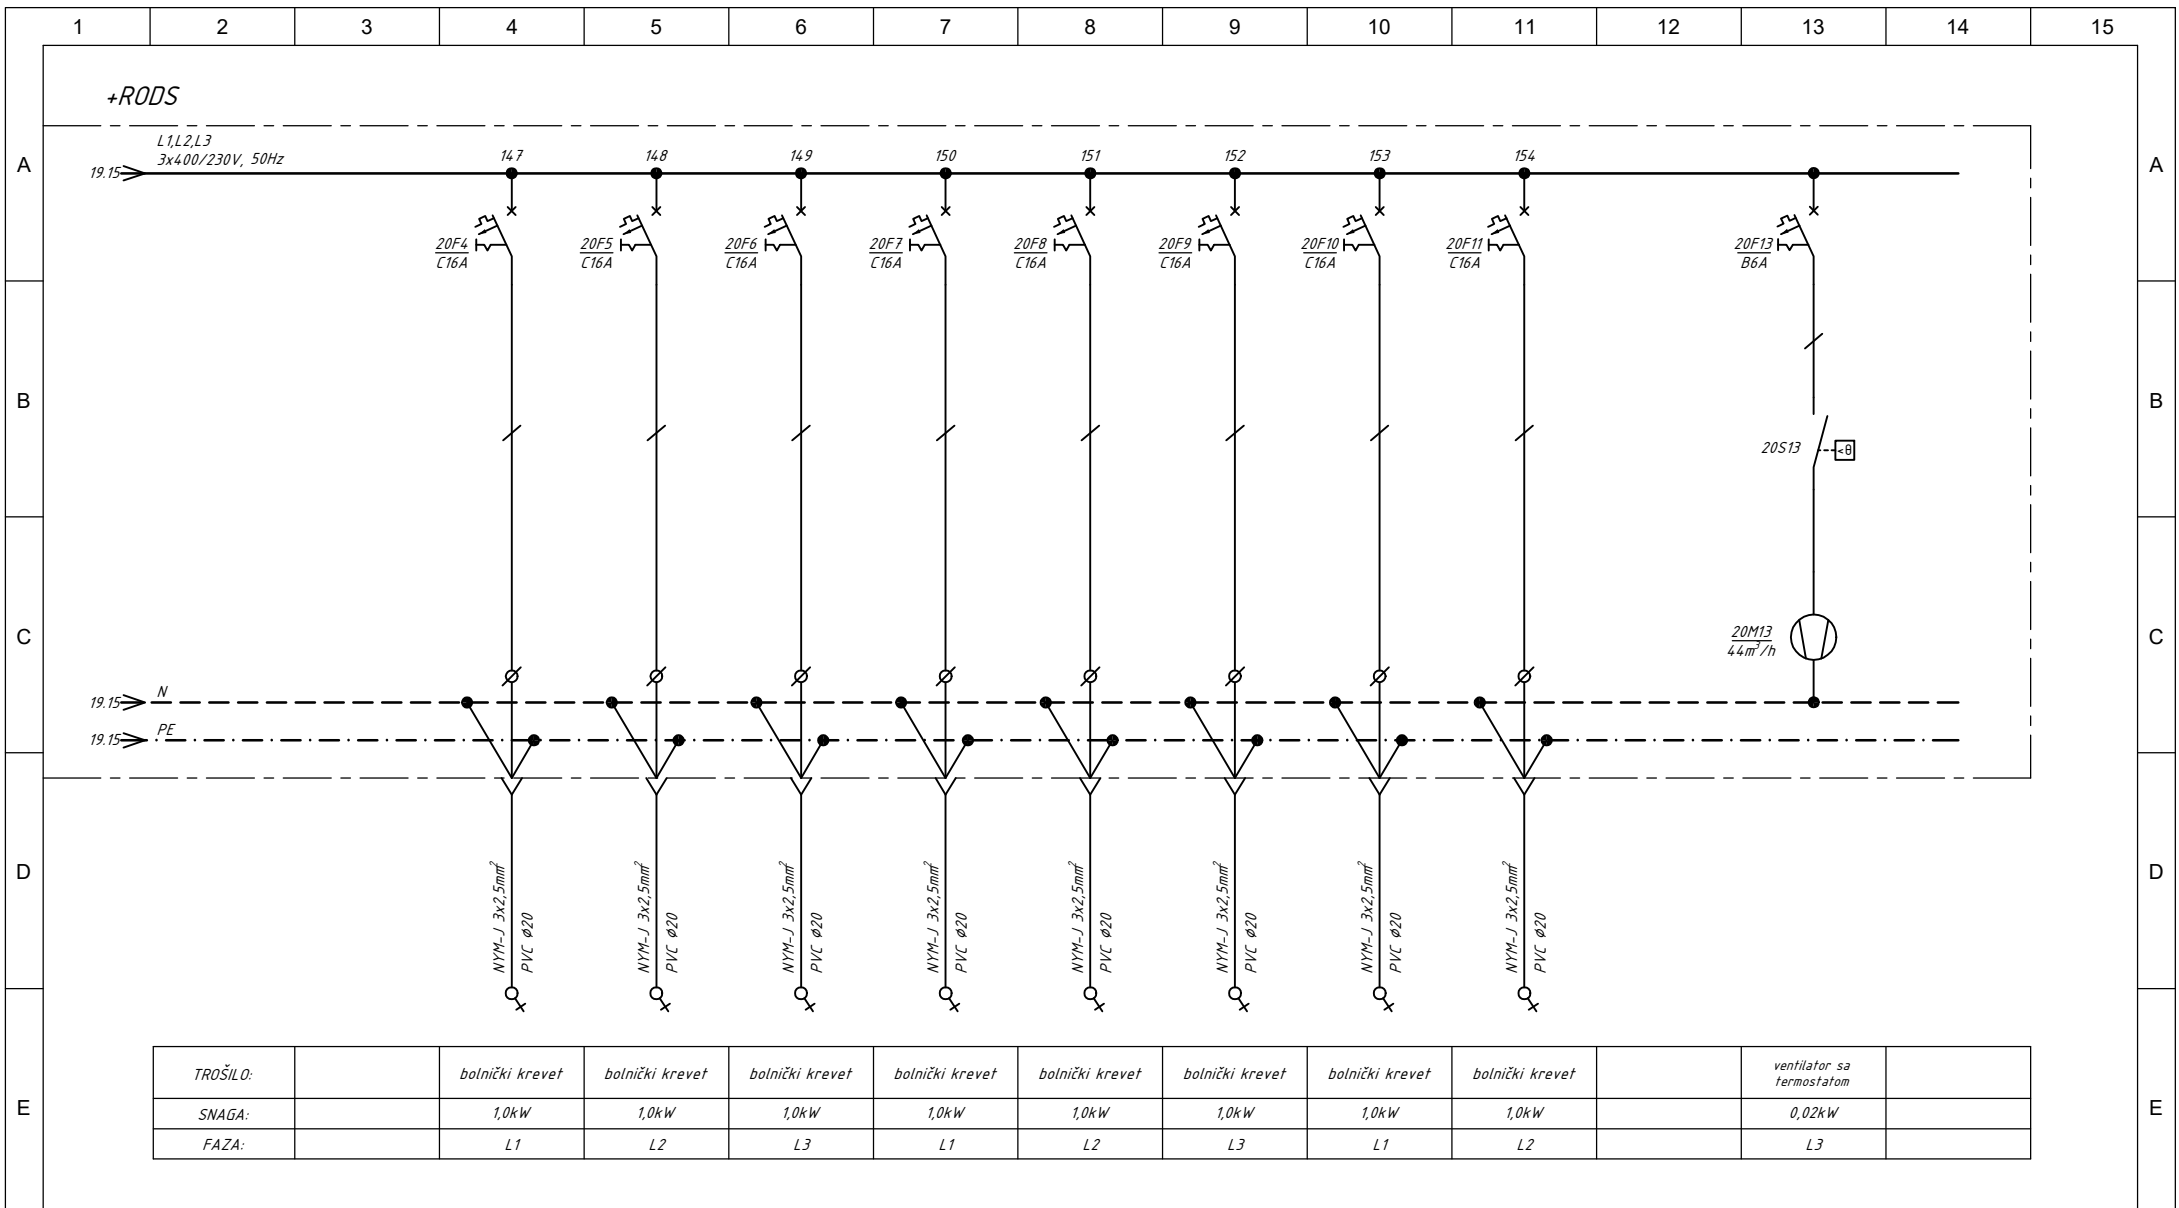 1 2 3 4 5 6 7 8 9 10 11 12 13 14 15
+RODS
L1,L2,L3
3x400/230V, 50Hz
A 19.15 147 148 149 150 151 152 153 154 A
20F4 20F5 20F6 20F7 20F8 20F9 20F10 20F11 20F13
C16A C16A C16A C16A C16A C16A C16A C16A B6A
B B
20S13 <θ
C 20M13 C
44m³/h
19.15 N
19.15 PE
D D
NYM-J 3x2,5mm² NYM-J 3x2,5mm² NYM-J 3x2,5mm² NYM-J 3x2,5mm² NYM-J 3x2,5mm² NYM-J 3x2,5mm² NYM-J 3x2,5mm² NYM-J 3x2,5mm²
PVC Ø20 PVC Ø20 PVC Ø20 PVC Ø20 PVC Ø20 PVC Ø20 PVC Ø20 PVC Ø20
TROŠILO: bolnički krevet bolnički krevet bolnički krevet bolnički krevet bolnički krevet bolnički krevet bolnički krevet bolnički krevet ventilator sa
termostatom
E SNAGA: 1,0kW 1,0kW 1,0kW 1,0kW 1,0kW 1,0kW 1,0kW 1,0kW 0,02kW E
FAZA: L1 L2 L3 L1 L2 L3 L1 L2 L3